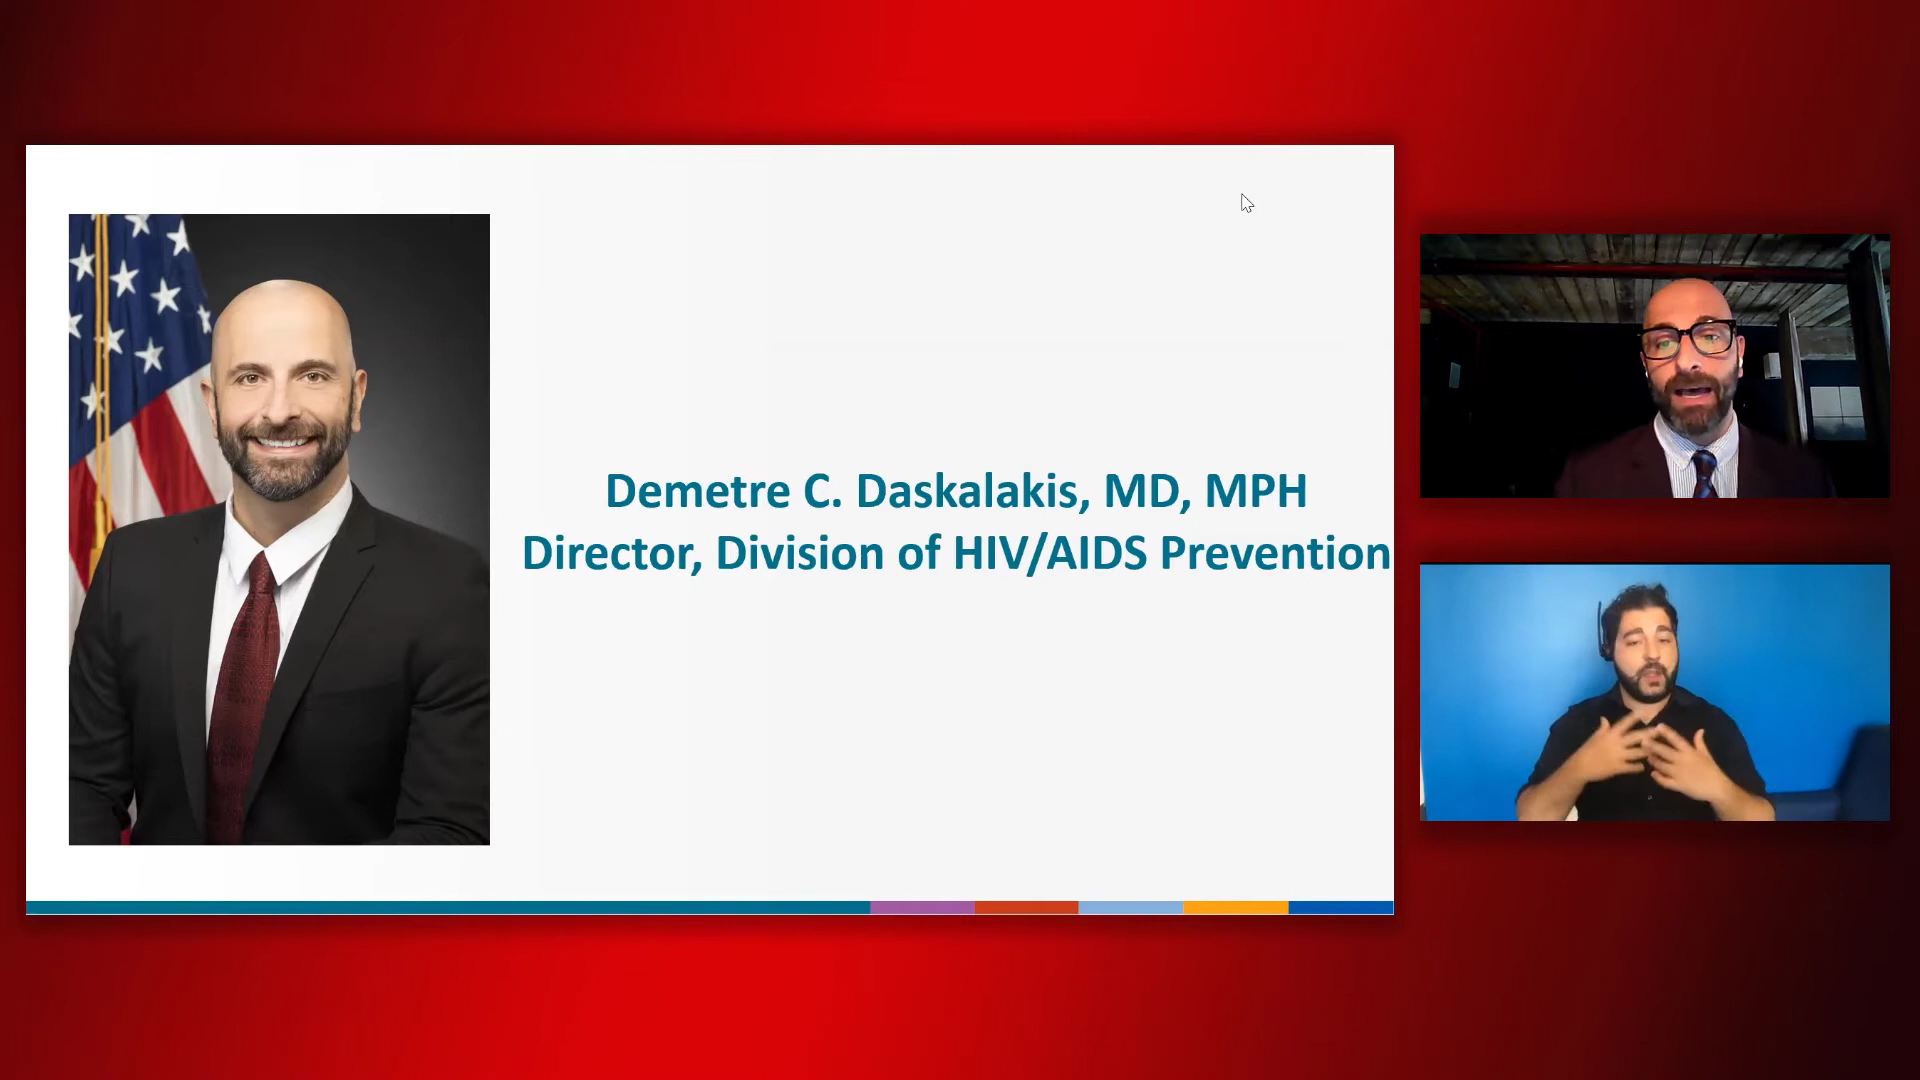 Demetre C. Daskalakis, MD, MPH
Director, Division of HIV/AIDS Prevention